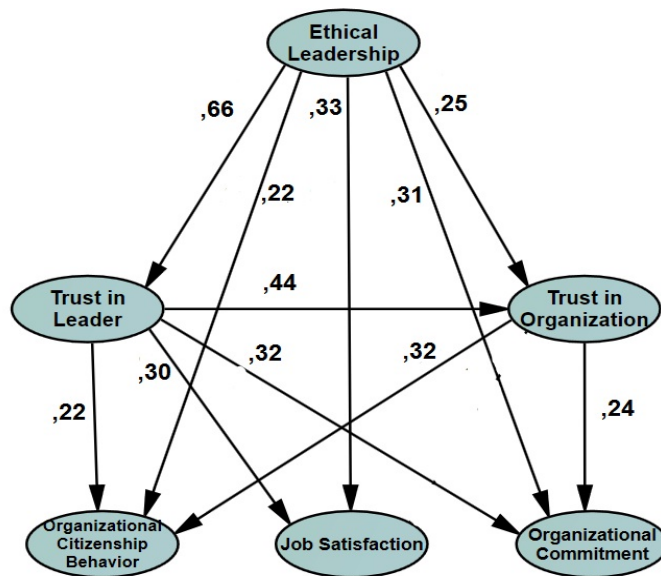 Ethical
Leadership
,66
,33
,25
,22
,31
Trust in
Leader
,44
Trust in
Organization
,22
,30
,32
,32
,24
Organizational
Citizenship
Behavior
Job Satisfaction
Organizational
Commitment